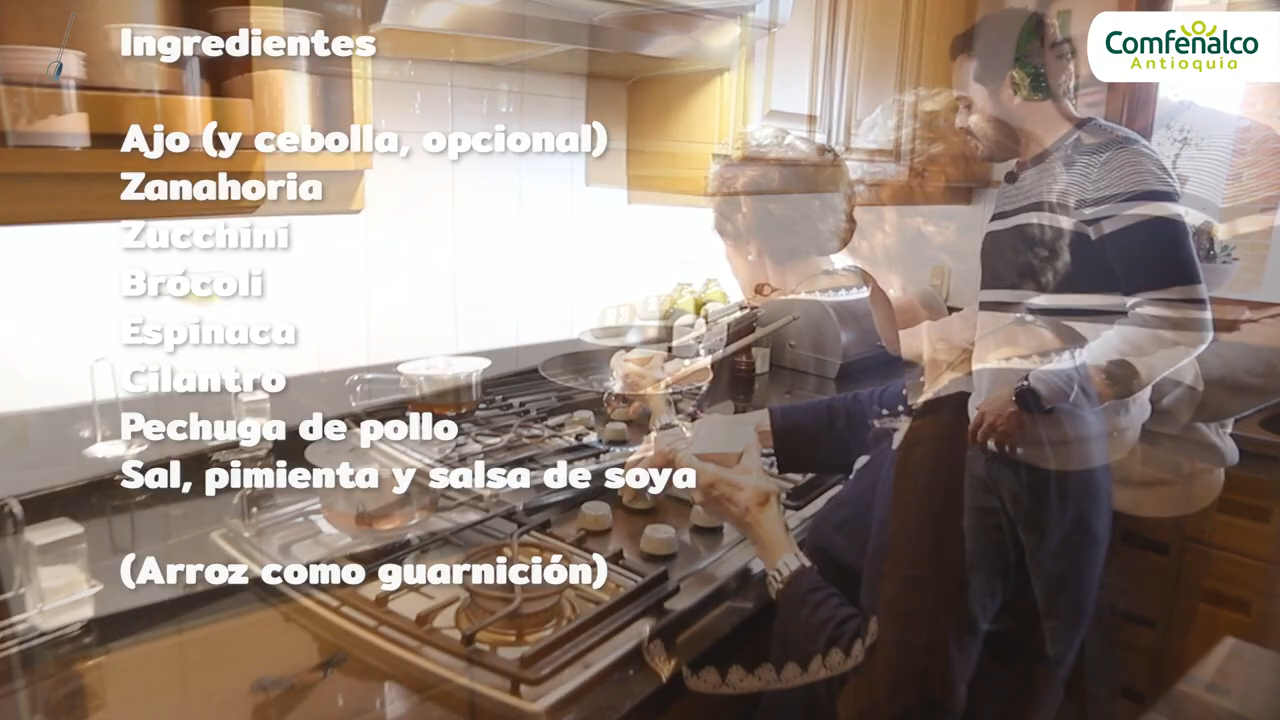 Ingredientes
Ajo (y cebolla, opcional)
Zanahoria
Zucchini
Brócoli
Espinaca
Cilantro
Pechuga de pollo
Sal, pimienta y salsa de soya
(Arroz como guarnición)
Comfenalco
Antioquia